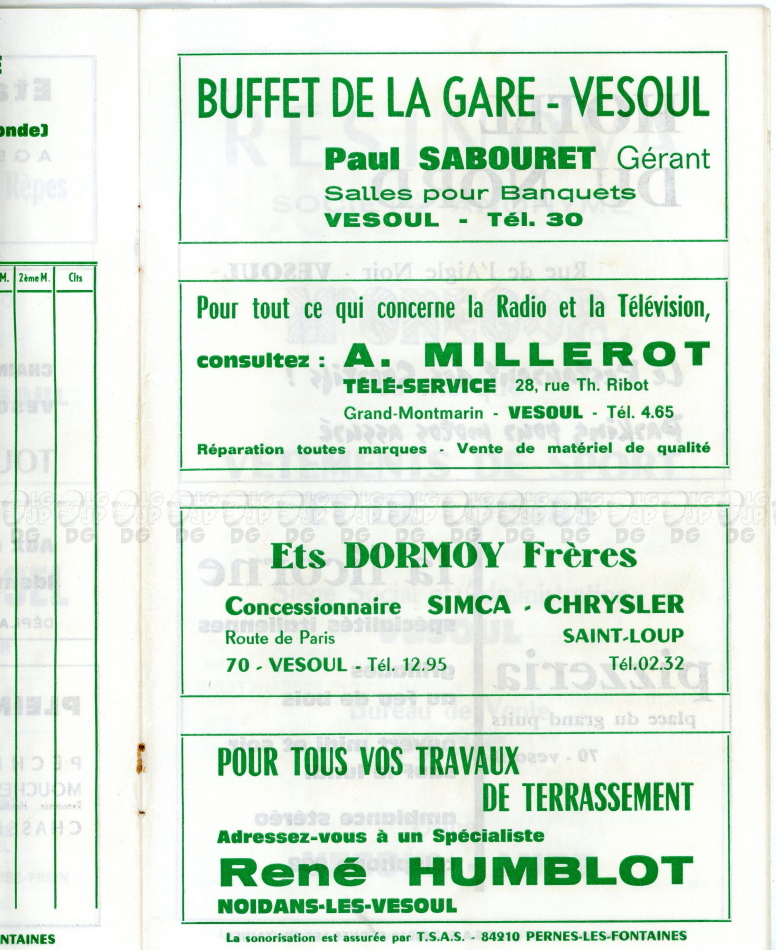 onde)
M. 2ème M. Clts
NTAINES
BUFFET DE LA GARE - VESOUL
Paul SABOURET Gérant
Salles pour Banquets
VESOUL - Tél. 30
Pour tout ce qui concerne la Radio et la Télévision,
consultez : A. MILLEROT
TÉLÉ-SERVICE 28, rue Th. Ribot
Grand-Montmarin - VESOUL - Tél. 4.65
Réparation toutes marques - Vente de matériel de qualité
Ets DORMOY Frères
Concessionnaire SIMCA - CHRYSLER
Route de Paris SAINT-LOUP
70 - VESOUL - Tél. 12.95 Tél.02.32
POUR TOUS VOS TRAVAUX
DE TERRASSEMENT
Adressez-vous à un Spécialiste
René HUMBLOT
NOIDANS-LES-VESOUL
La sonorisation est assurée par T.S.A.S. - 84210 PERNES-LES-FONTAINES